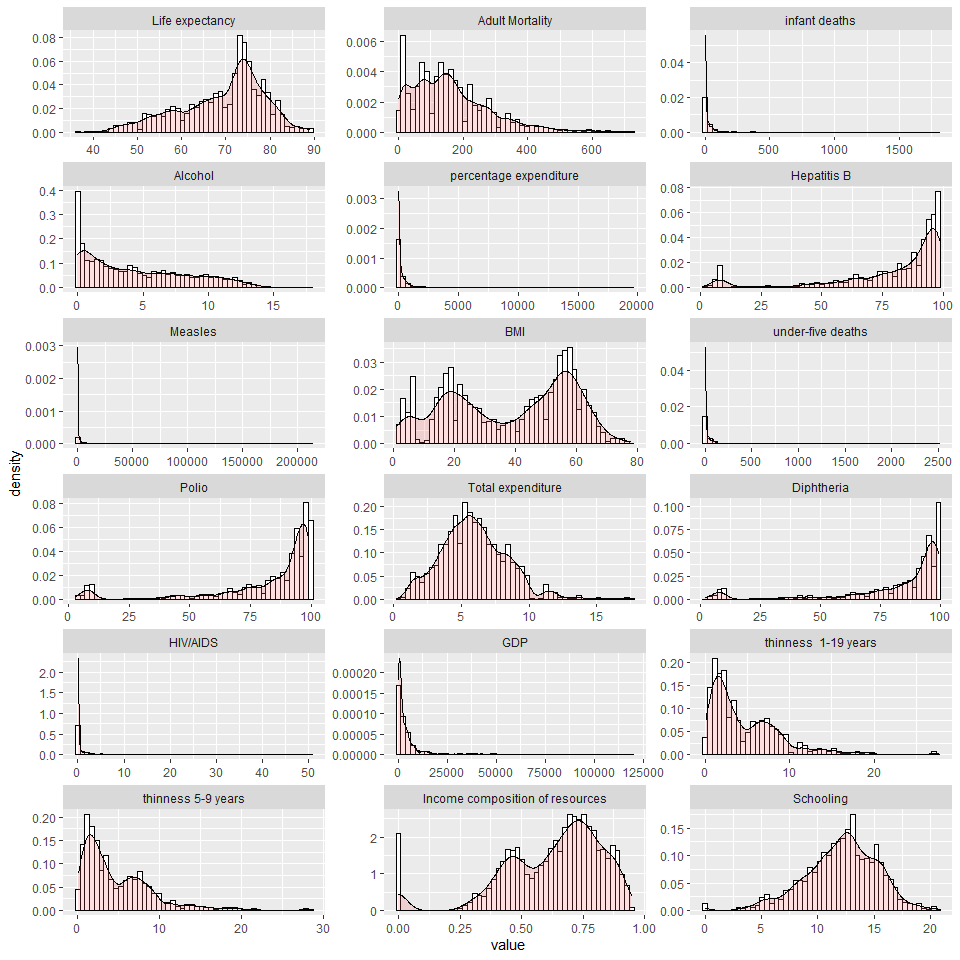 Life expectancy Adult Mortality infant deaths
0.08 0.06 0.04 0.02 0.00
40 50 60 70 80 90
0.006 0.004 0.002 0.000
0 200 400 600
0.04 0.02 0.00
0 500 1000 1500
Alcohol percentage expenditure Hepatitis B
0.4 0.3 0.2 0.1 0.0
0 5 10 15
0.003 0.002 0.001 0.000
0 5000 10000 15000 20000
0.08 0.06 0.04 0.02 0.00
0 25 50 75 100
Measles BMI under-five deaths
0.003 0.002 0.001 0.000
0 50000 100000 150000 200000
0.03 0.02 0.01 0.00
0 20 40 60 80
0.04 0.02 0.00
0 500 1000 1500 2000 2500
density
Polio Total expenditure Diphtheria
0.08 0.06 0.04 0.02 0.00
0 25 50 75 100
0.20 0.15 0.10 0.05 0.00
5 10 15
0.100 0.075 0.050 0.025 0.000
0 25 50 75 100
HIV/AIDS GDP thinness  1-19 years
2.0 1.5 1.0 0.5 0.0
0 10 20 30 40 50
0.00020 0.00015 0.00010 0.00005 0.00000
0 25000 50000 75000 100000 125000
0.20 0.15 0.10 0.05 0.00
0 10 20
thinness 5-9 years Income composition of resources Schooling
0.20 0.15 0.10 0.05 0.00
0 10 20 30
2 1 0
0.00 0.25 0.50 0.75 1.00
0.15 0.10 0.05 0.00
0 5 10 15 20
value